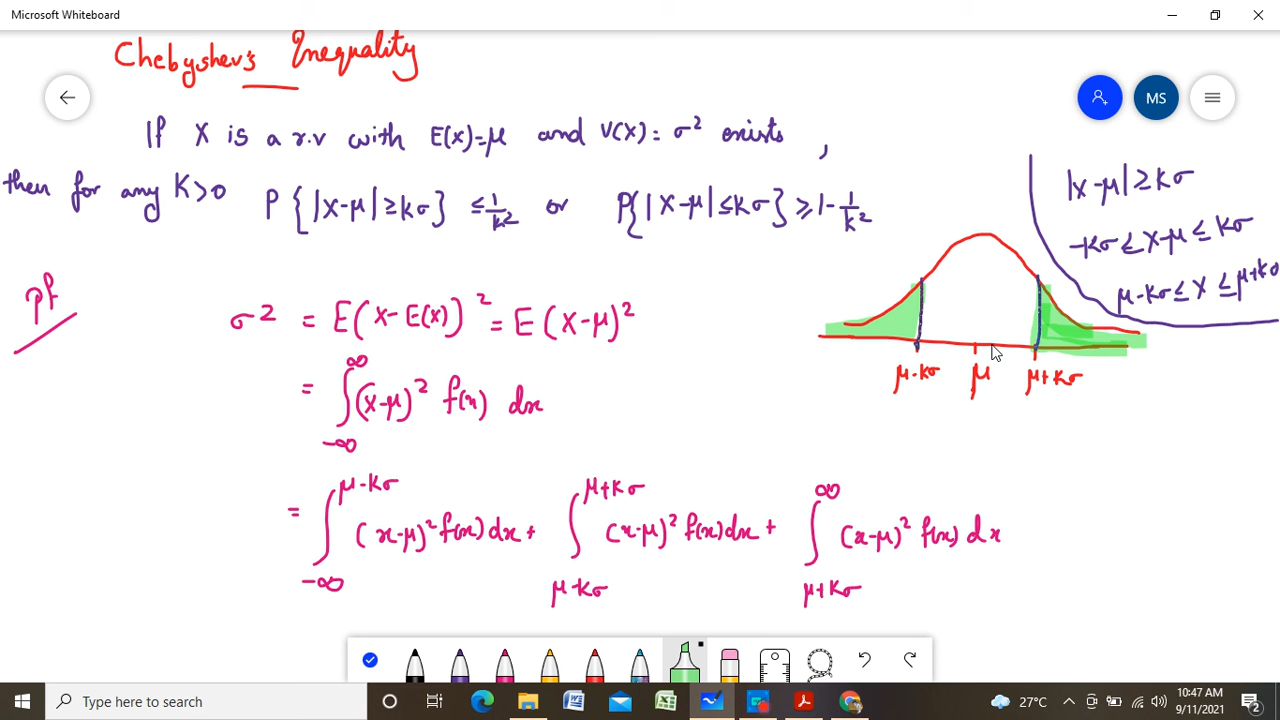 Microsoft Whiteboard
Chebyshev's Inequality
If X is a r.v with E(X)=μ and V(X)=σ² exists,
then for any K>0 P{|X-μ|≥kσ} ≤ 1/k² or P{|X-μ|≤kσ} ≥ 1-1/k²
MS
|X-μ|≥kσ
-kσ ≤ X-μ ≤ kσ
μ-kσ ≤ X ≤ μ+kσ
pf
σ² = E(X-E(X))² = E(X-μ)²
= ∫_{-∞}^{∞} (x-μ)² f(x) dx
μ-kσ μ μ+kσ
= ∫_{-∞}^{μ-kσ} (x-μ)² f(x) dx + ∫_{μ-kσ}^{μ+kσ} (x-μ)² f(x) dx + ∫_{μ+kσ}^{∞} (x-μ)² f(x) dx
Type here to search
27°C
10:47 AM
9/11/2021
2